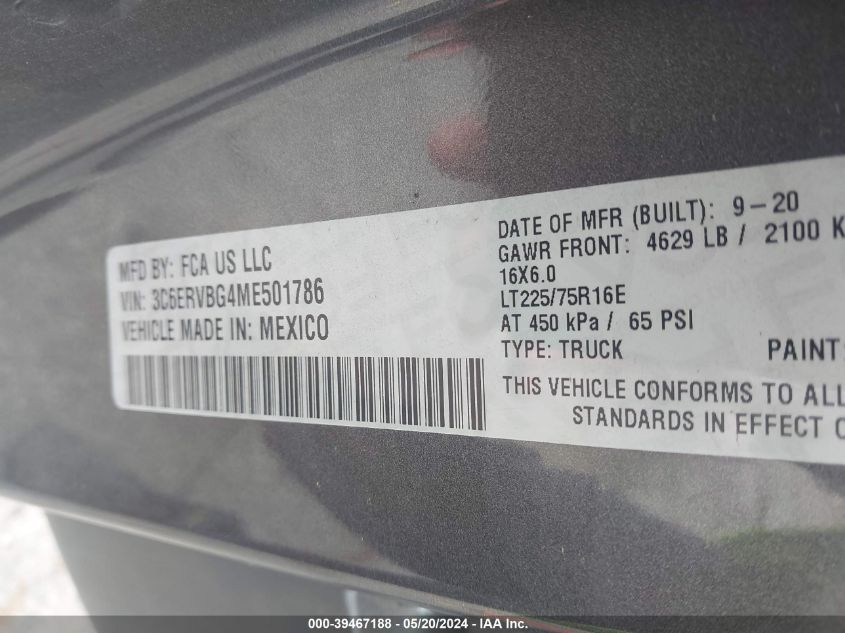 MFD BY: FCA US LLC
VIN: 3C6ERVBG4ME501786
VEHICLE MADE IN: MEXICO
DATE OF MFR (BUILT): 9-20
GAWR FRONT: 4629 LB / 2100 K
16X6.0
LT225/75R16E
AT 450 kPa / 65 PSI
TYPE: TRUCK PAINT:
THIS VEHICLE CONFORMS TO ALL
STANDARDS IN EFFECT O
000-39467188 - 05/20/2024 - IAA Inc.